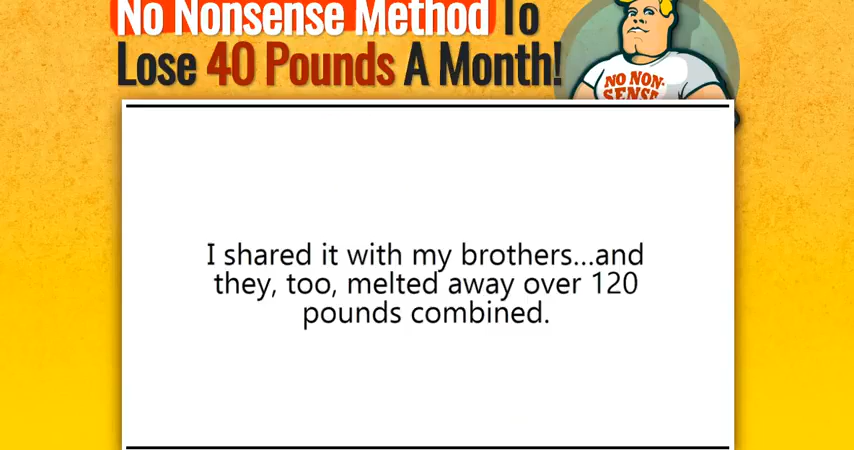 No Nonsense Method To
Lose 40 Pounds A Month!
NO NON-
SENSE
I shared it with my brothers...and
they, too, melted away over 120
pounds combined.